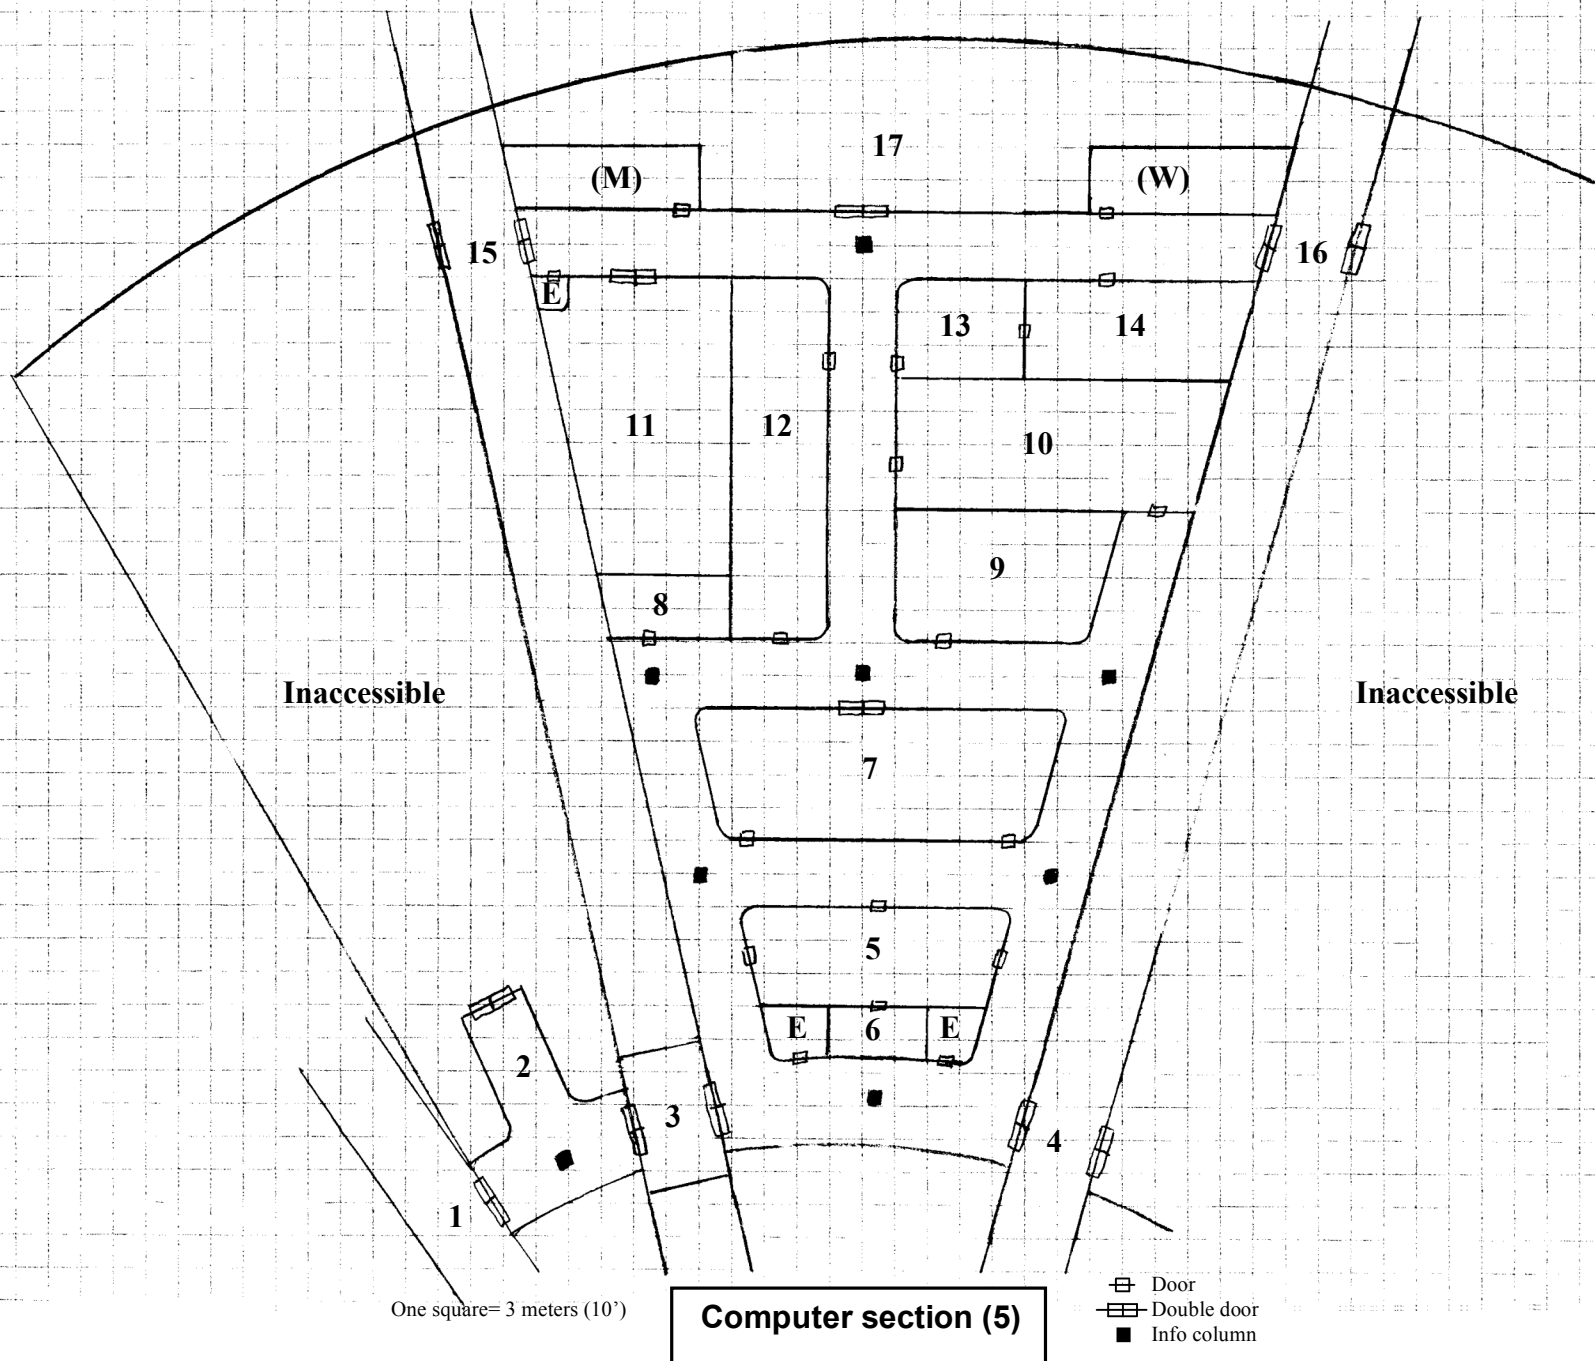 17
(M)
(W)
15
16
E
13
14
11
12
10
9
8
Inaccessible
Inaccessible
7
5
E
6
E
2
3
4
1
One square= 3 meters (10’)
Computer section (5)
Door
Double door
Info column